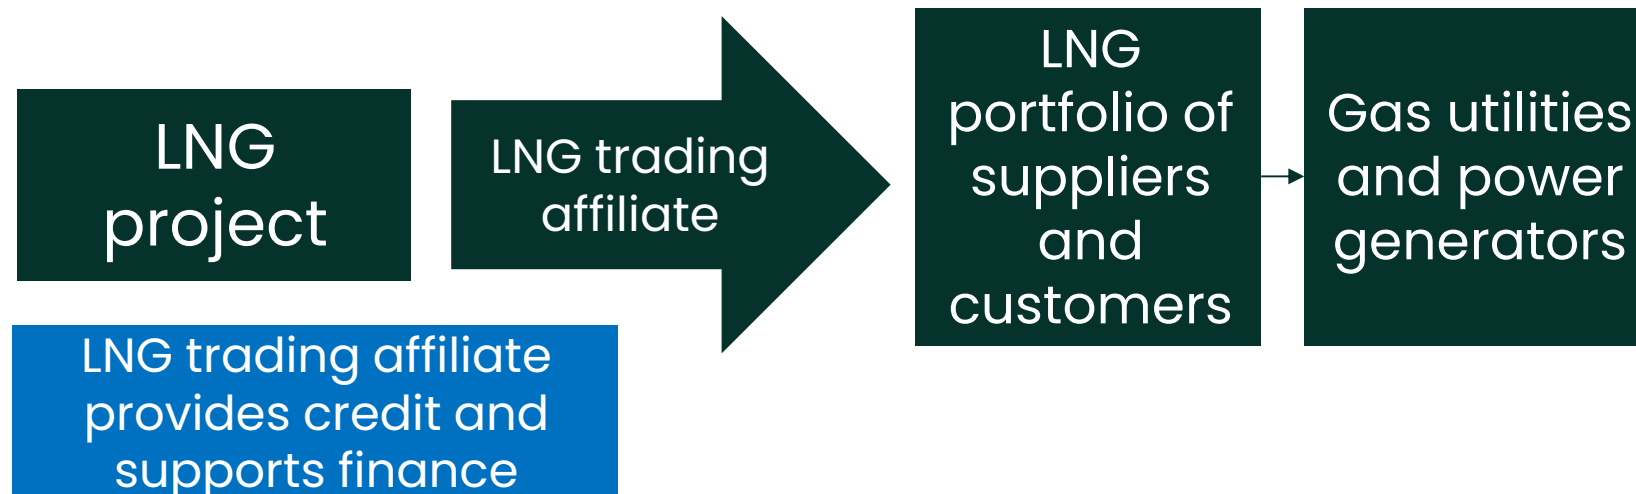 LNG
project
LNG trading
affiliate
LNG
portfolio of
suppliers
and
customers
Gas utilities
and power
generators
LNG trading affiliate
provides credit and
supports finance